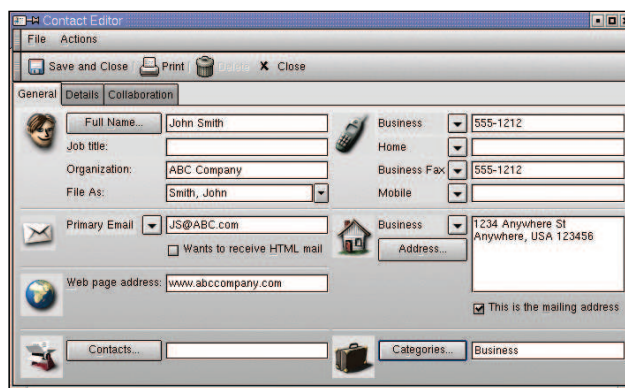 Contact Editor
File Actions
Save and Close Print Delete X Close
General Details Collaboration
Full Name... John Smith
Job title:
Organization: ABC Company
File As: Smith, John
Business 555-1212
Home
Business Fax 555-1212
Mobile
Primary Email JS@ABC.com
Wants to receive HTML mail
Business 1234 Anywhere St
Anywhere, USA 123456
Address...
Web page address: www.abccompany.com
This is the mailing address
Contacts...
Categories... Business